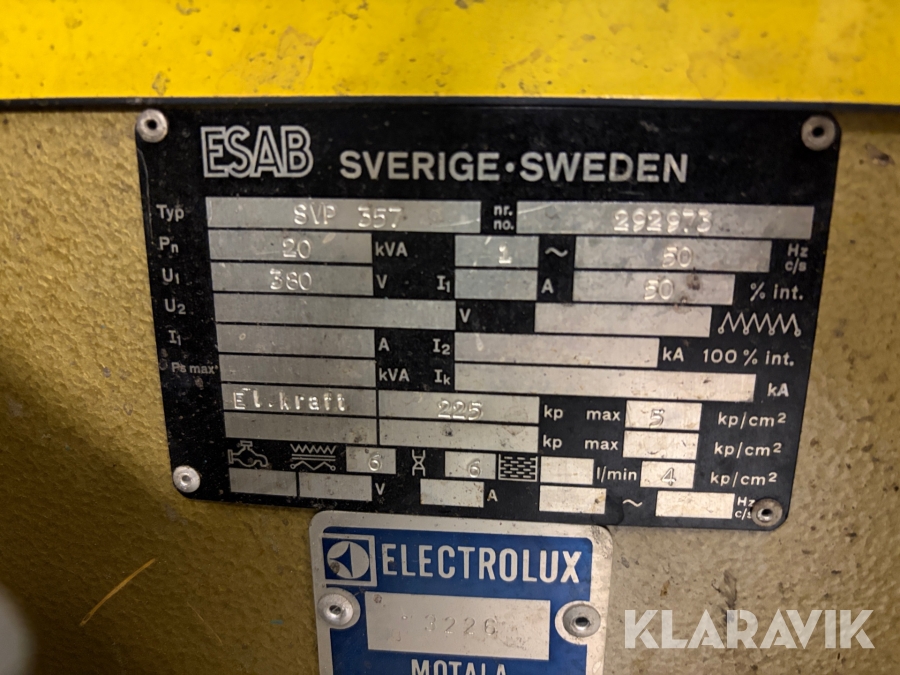 ESAB SVERIGE·SWEDEN
Typ SVP 357 nr. no. 292973
Pn 20 kVA 1 ~ 50 Hz c/s
U1 380 V I1 A 50 % int.
U2 V
I1 A I2 kA 100 % int.
Ps max kVA Ik kA
El.kraft 225 kp max 5 kp/cm2
kp max kp/cm2
6 6 l/min 4 kp/cm2
V A ~ Hz c/s
ELECTROLUX
3226
MOTALA
KLARAVIK